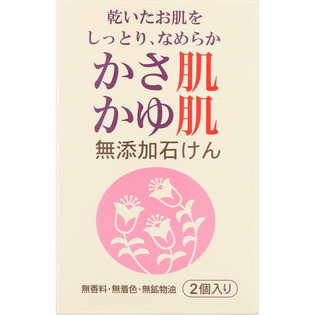 乾いたお肌を
しっとり、なめらか
かさ肌
かゆ肌
無添加石けん
無香料・無着色・無鉱物油
2個入り